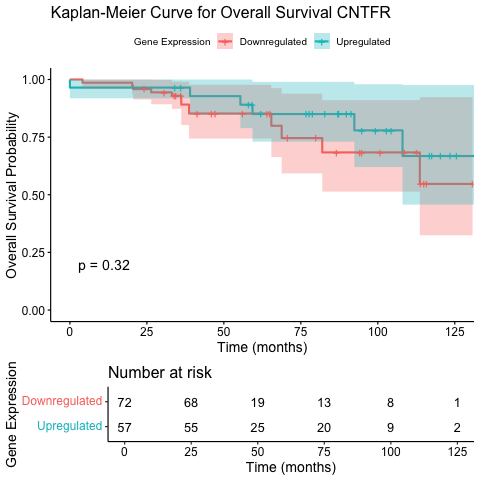 Kaplan-Meier Curve for Overall Survival CNTFR
Gene Expression Downregulated Upregulated
Overall Survival Probability
1.00
0.75
0.50
0.25
0.00
p = 0.32
0 25 50 75 100 125
Time (months)
Number at risk
Gene Expression
Downregulated 72 68 19 13 8 1
Upregulated 57 55 25 20 9 2
0 25 50 75 100 125
Time (months)